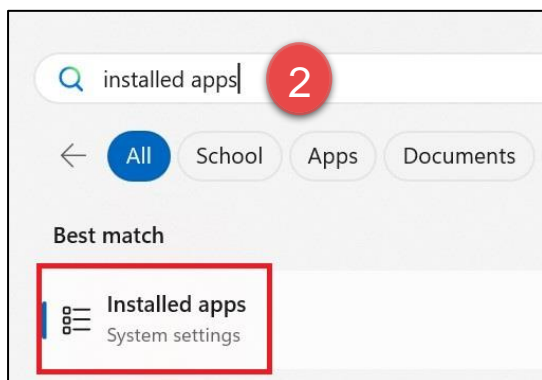 installed apps 2
All School Apps Documents
Best match
Installed apps
System settings